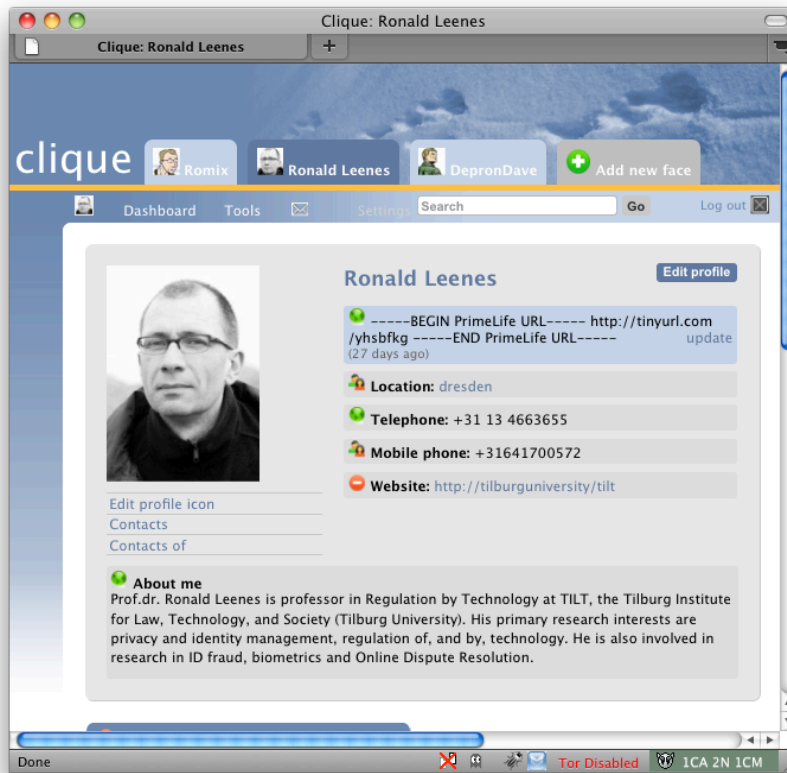 Clique: Ronald Leenes
Clique: Ronald Leenes +
clique Romix Ronald Leenes DepronDave Add new face
Dashboard Tools Settings Search Go Log out
Ronald Leenes Edit profile
-----BEGIN PrimeLife URL----- http://tinyurl.com
/yhsbfkg -----END PrimeLife URL----- update
(27 days ago)
Location: dresden
Telephone: +31 13 4663655
Mobile phone: +31641700572
Website: http://tilburguniversity/tilt
Edit profile icon
Contacts
Contacts of
About me
Prof.dr. Ronald Leenes is professor in Regulation by Technology at TILT, the Tilburg Institute
for Law, Technology, and Society (Tilburg University). His primary research interests are
privacy and identity management, regulation of, and by, technology. He is also involved in
research in ID fraud, biometrics and Online Dispute Resolution.
Done Tor Disabled 1CA 2N 1CM